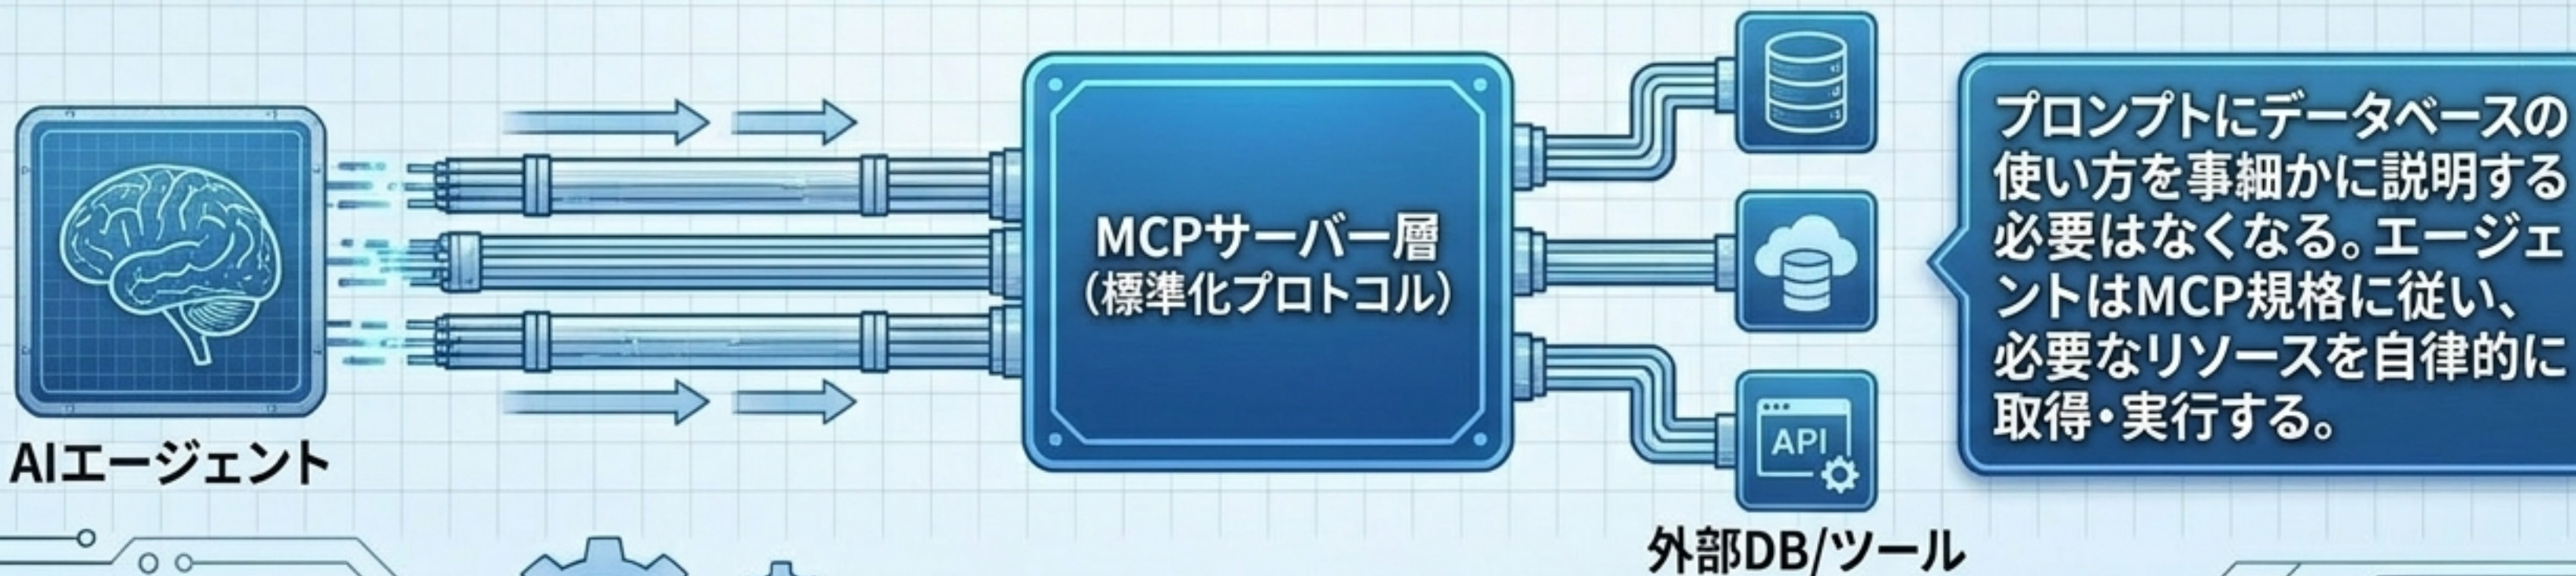 AIエージェント
MCPサーバー層
（標準化プロトコル）
API
外部DB/ツール
プロンプトにデータベースの
使い方を事細かに説明する
必要はなくなる。エージェ
ントはMCP規格に従い、
必要なリソースを自律的に
取得・実行する。